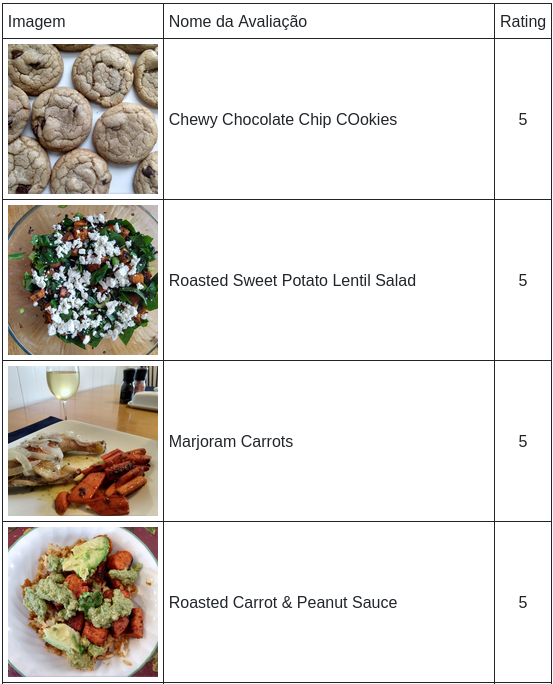 Imagem Nome da Avaliação Rating
Chewy Chocolate Chip COokies 5
Roasted Sweet Potato Lentil Salad 5
Marjoram Carrots 5
Roasted Carrot & Peanut Sauce 5